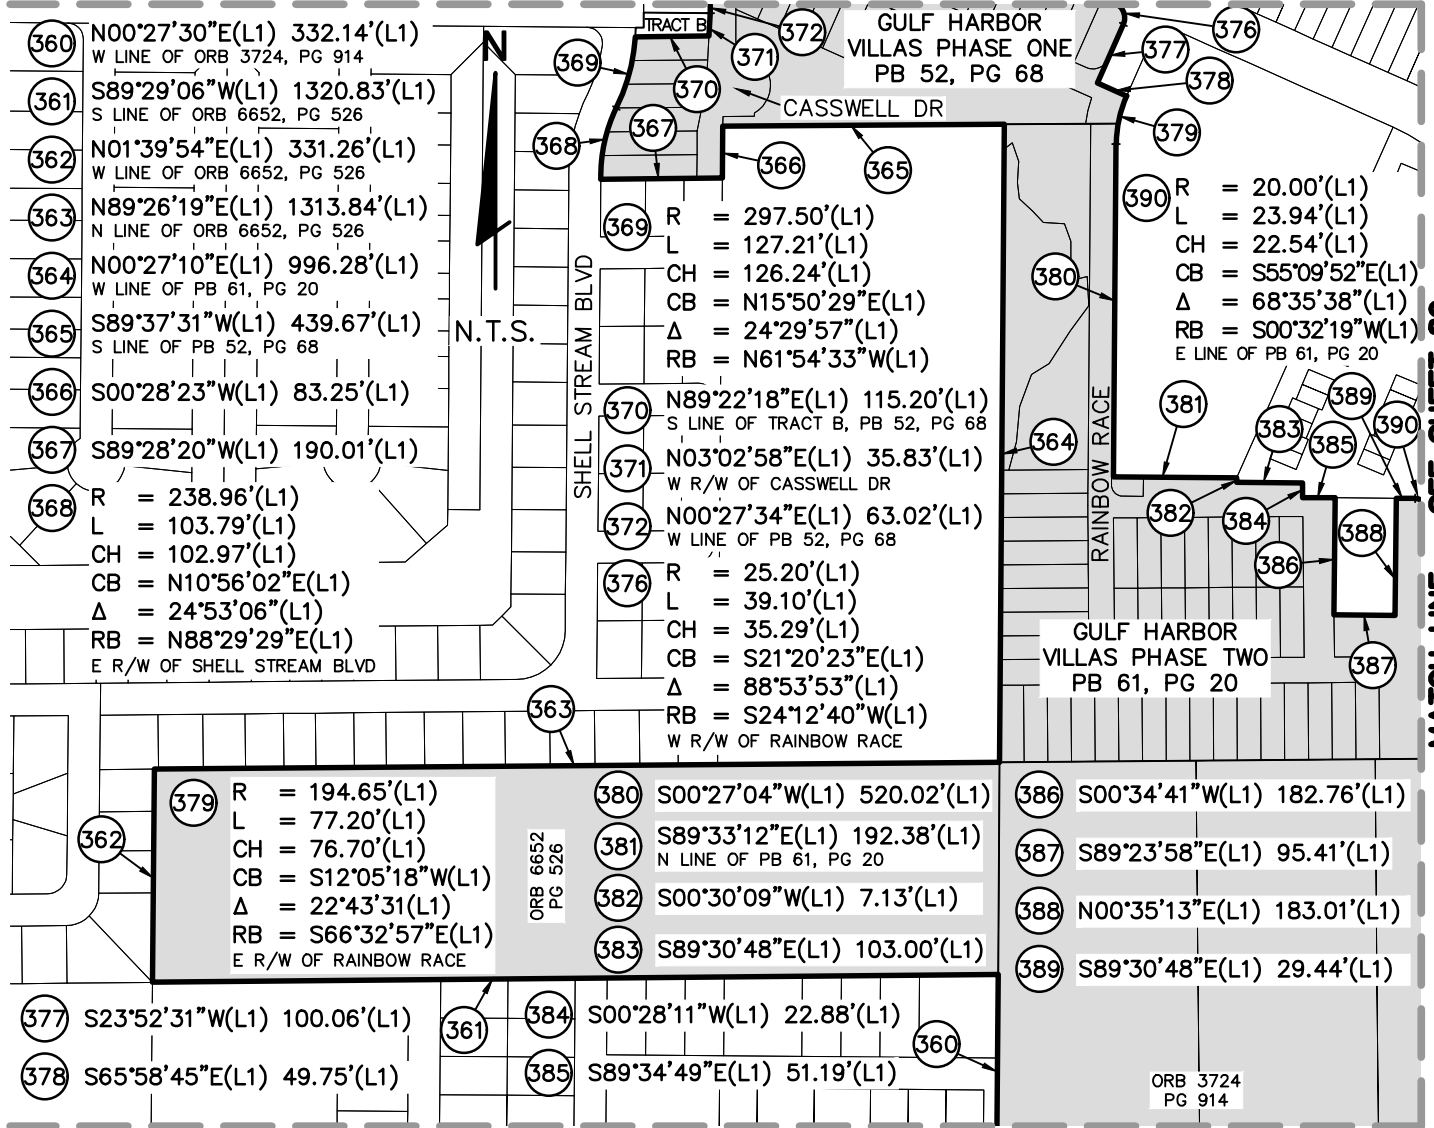 360 N00°27'30"E(L1) 332.14'(L1)
W LINE OF ORB 3724, PG 914
361 S89°29'06"W(L1) 1320.83'(L1)
S LINE OF ORB 6652, PG 526
362 N01°39'54"E(L1) 331.26'(L1)
W LINE OF ORB 6652, PG 526
363 N89°26'19"E(L1) 1313.84'(L1)
N LINE OF ORB 6652, PG 526
364 N00°27'10"E(L1) 996.28'(L1)
W LINE OF PB 61, PG 20
365 S89°37'31"W(L1) 439.67'(L1)
S LINE OF PB 52, PG 68
366 S00°28'23"W(L1) 83.25'(L1)
367 S89°28'20"W(L1) 190.01'(L1)
368 R = 238.96'(L1)
L = 103.79'(L1)
CH = 102.97'(L1)
CB = N10°56'02"E(L1)
Δ = 24°53'06"(L1)
RB = N88°29'29"E(L1)
E R/W OF SHELL STREAM BLVD
N
N.T.S.
SHELL STREAM BLVD
TRACT B
369
368
367
370
371
372
366
365
GULF HARBOR
VILLAS PHASE ONE
PB 52, PG 68
CASSWELL DR
376
377
378
379
369 R = 297.50'(L1)
L = 127.21'(L1)
CH = 126.24'(L1)
CB = N15°50'29"E(L1)
Δ = 24°29'57"(L1)
RB = N61°54'33"W(L1)
370 N89°22'18"E(L1) 115.20'(L1)
S LINE OF TRACT B, PB 52, PG 68
371 N03°02'58"E(L1) 35.83'(L1)
W R/W OF CASSWELL DR
372 N00°27'34"E(L1) 63.02'(L1)
W LINE OF PB 52, PG 68
376 R = 25.20'(L1)
L = 39.10'(L1)
CH = 35.29'(L1)
CB = S21°20'23"E(L1)
Δ = 88°53'53"(L1)
RB = S24°12'40"W(L1)
W R/W OF RAINBOW RACE
390 R = 20.00'(L1)
L = 23.94'(L1)
CH = 22.54'(L1)
CB = S55°09'52"E(L1)
Δ = 68°35'38"(L1)
RB = S00°32'19"W(L1)
E LINE OF PB 61, PG 20
380
364
RAINBOW RACE
381
383
389
385
390
382
384
386
388
387
GULF HARBOR
VILLAS PHASE TWO
PB 61, PG 20
363
362
379 R = 194.65'(L1)
L = 77.20'(L1)
CH = 76.70'(L1)
CB = S12°05'18"W(L1)
Δ = 22°43'31(L1)
RB = S66°32'57"E(L1)
E R/W OF RAINBOW RACE
ORB 6652
PG 526
380 S00°27'04"W(L1) 520.02'(L1)
381 S89°33'12"E(L1) 192.38'(L1)
N LINE OF PB 61, PG 20
382 S00°30'09"W(L1) 7.13'(L1)
383 S89°30'48"E(L1) 103.00'(L1)
386 S00°34'41"W(L1) 182.76'(L1)
387 S89°23'58"E(L1) 95.41'(L1)
388 N00°35'13"E(L1) 183.01'(L1)
389 S89°30'48"E(L1) 29.44'(L1)
377 S23°52'31"W(L1) 100.06'(L1)
378 S65°58'45"E(L1) 49.75'(L1)
361
384 S00°28'11"W(L1) 22.88'(L1)
385 S89°34'49"E(L1) 51.19'(L1)
360
ORB 3724
PG 914